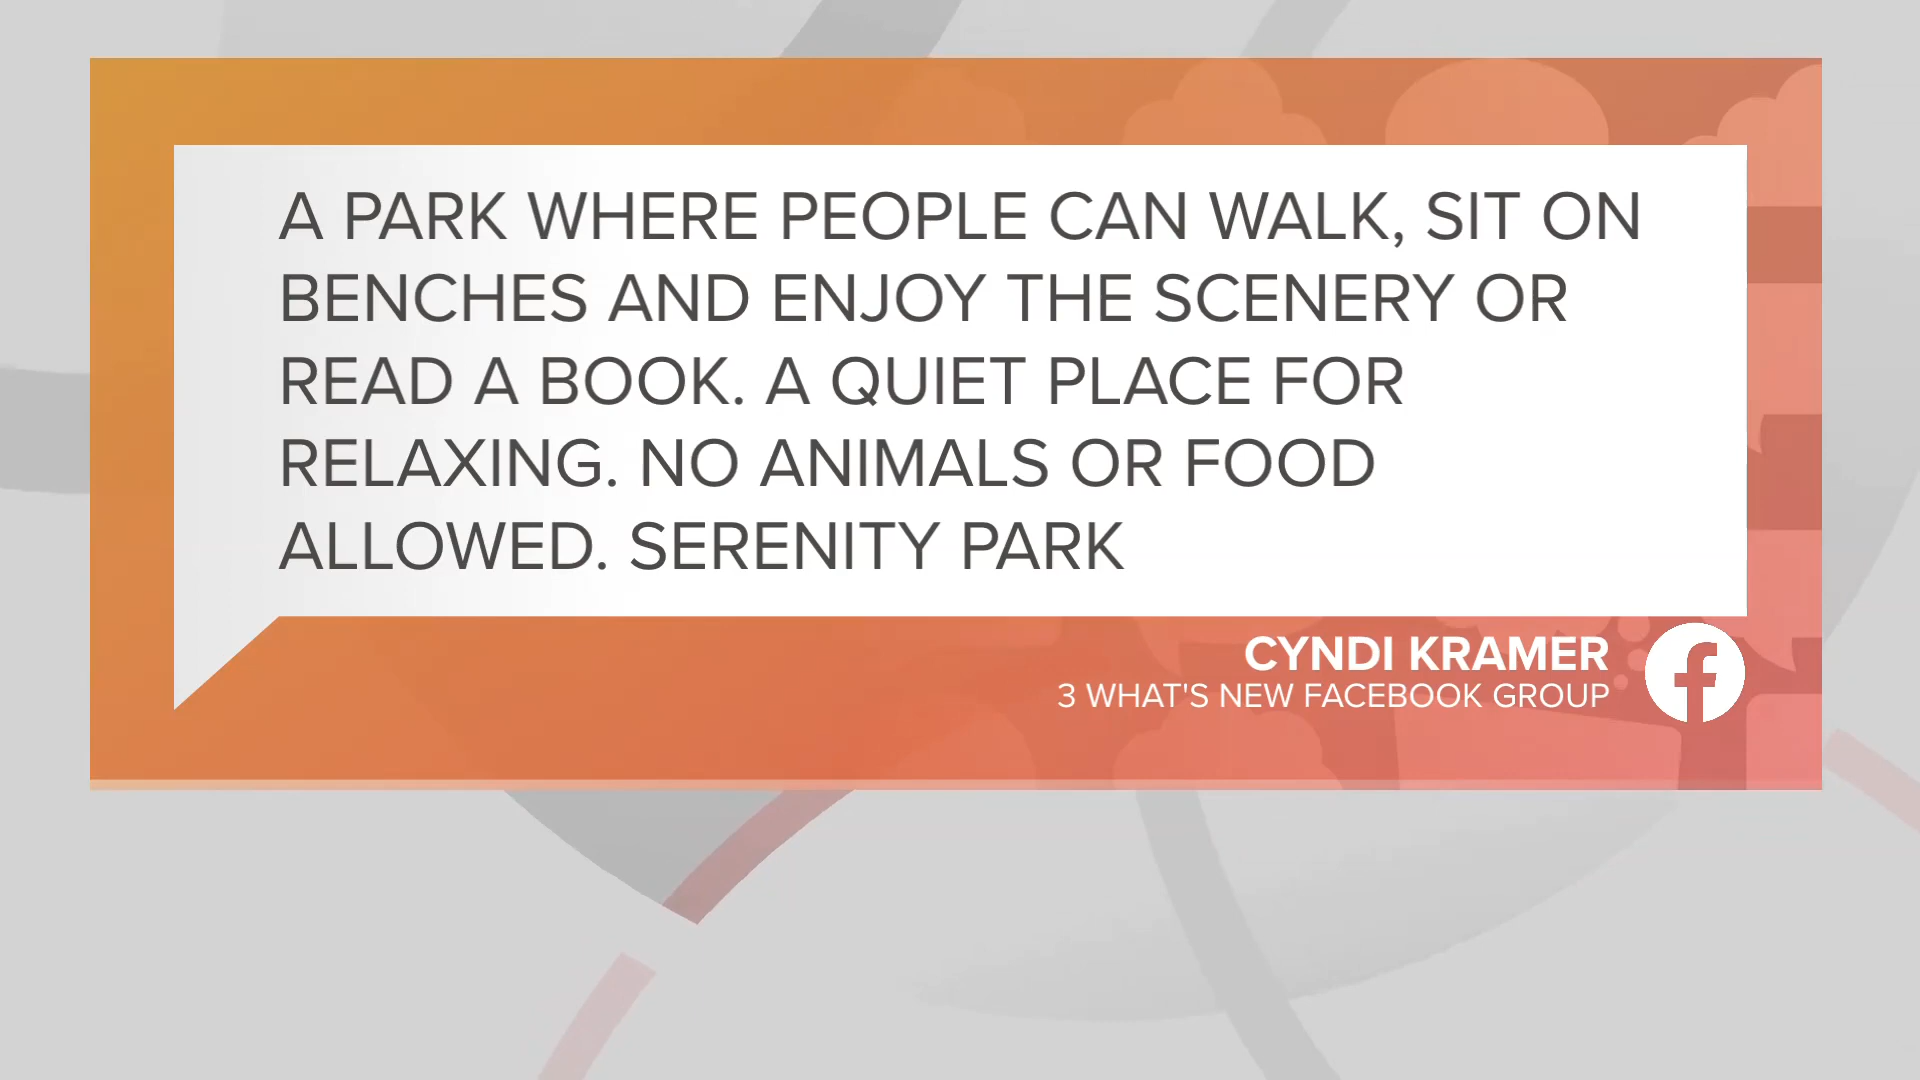 A PARK WHERE PEOPLE CAN WALK, SIT ON
BENCHES AND ENJOY THE SCENERY OR
READ A BOOK. A QUIET PLACE FOR
RELAXING. NO ANIMALS OR FOOD
ALLOWED. SERENITY PARK
CYNDI KRAMER
3 WHAT'S NEW FACEBOOK GROUP